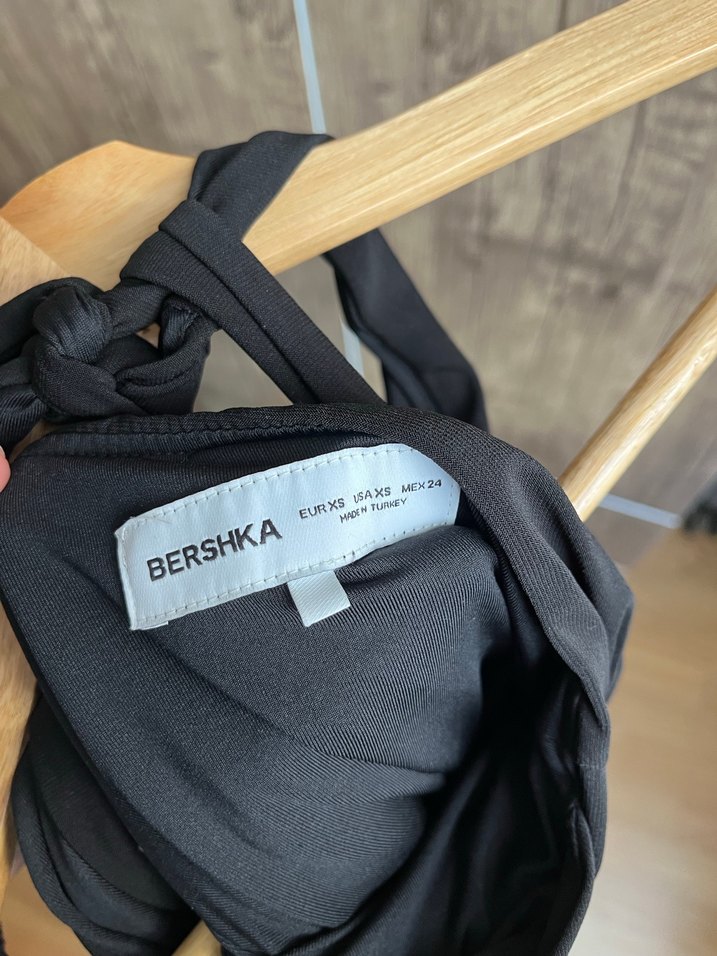 BERSHKA
EUR XS USA XS MEX 24
MADE IN TURKEY